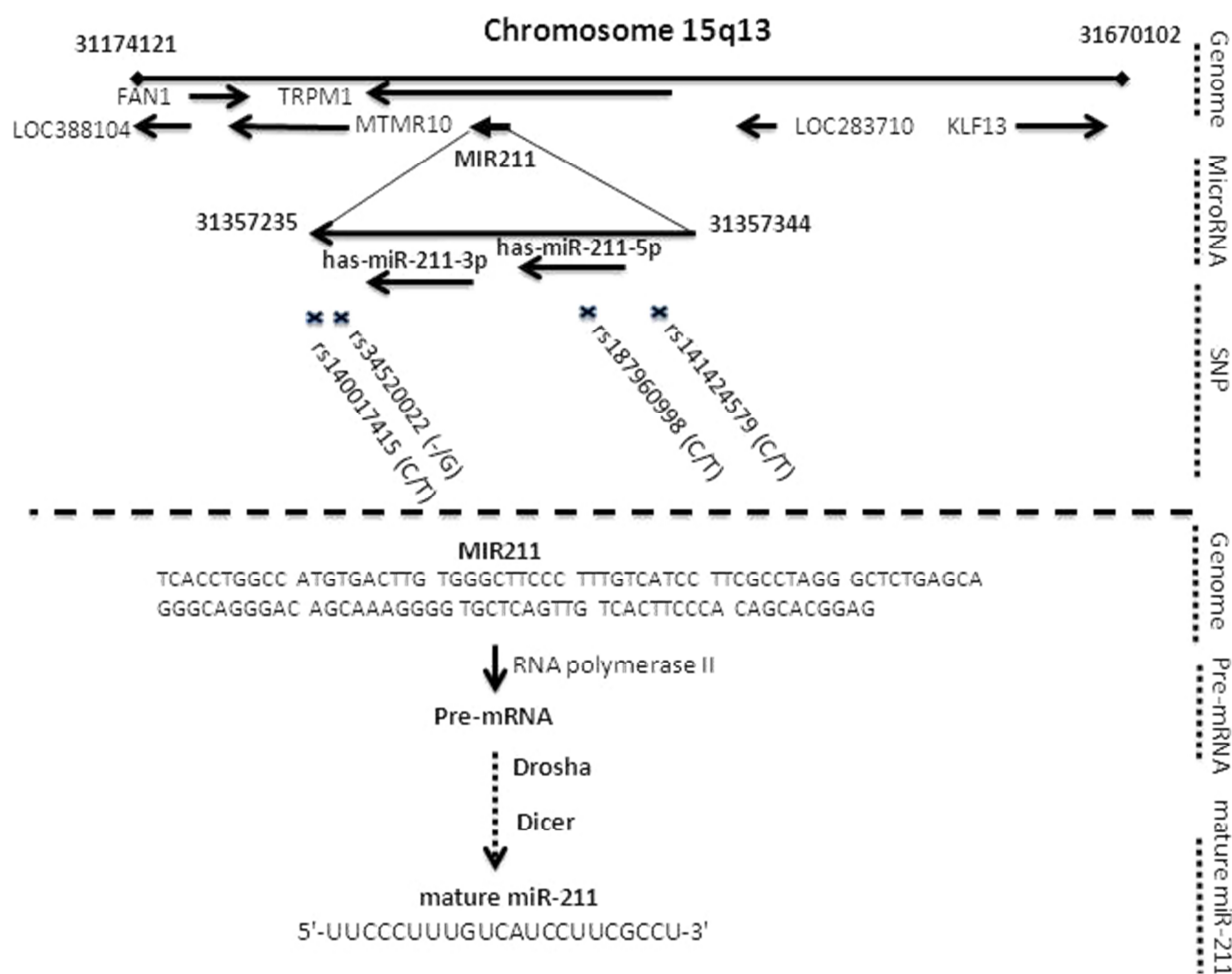 Chromosome 15q13
31174121
31670102
FAN1
TRPM1
LOC388104
MTMR10
LOC283710
KLF13
MIR211
31357235
31357344
has-miR-211-5p
has-miR-211-3p
rs140017415 (C/T)
rs34520022 (-/G)
rs187960998 (C/T)
rs141424579 (C/T)
Genome
MicroRNA
SNP
MIR211
TCACCTGGCC ATGTGACTTG TGGGCTTCCC TTTGTCATCC TTCGCCTAGG GCTCTGAGCA
GGGCAGGGAC AGCAAAGGGG TGCTCAGTTG TCACTTCCCA CAGCACGGAG
RNA polymerase II
Pre-mRNA
Drosha
Dicer
mature miR-211
5'-UUCCCUUUGUCAUCCUUCGCCU-3'
Genome
Pre-mRNA
mature miR-211